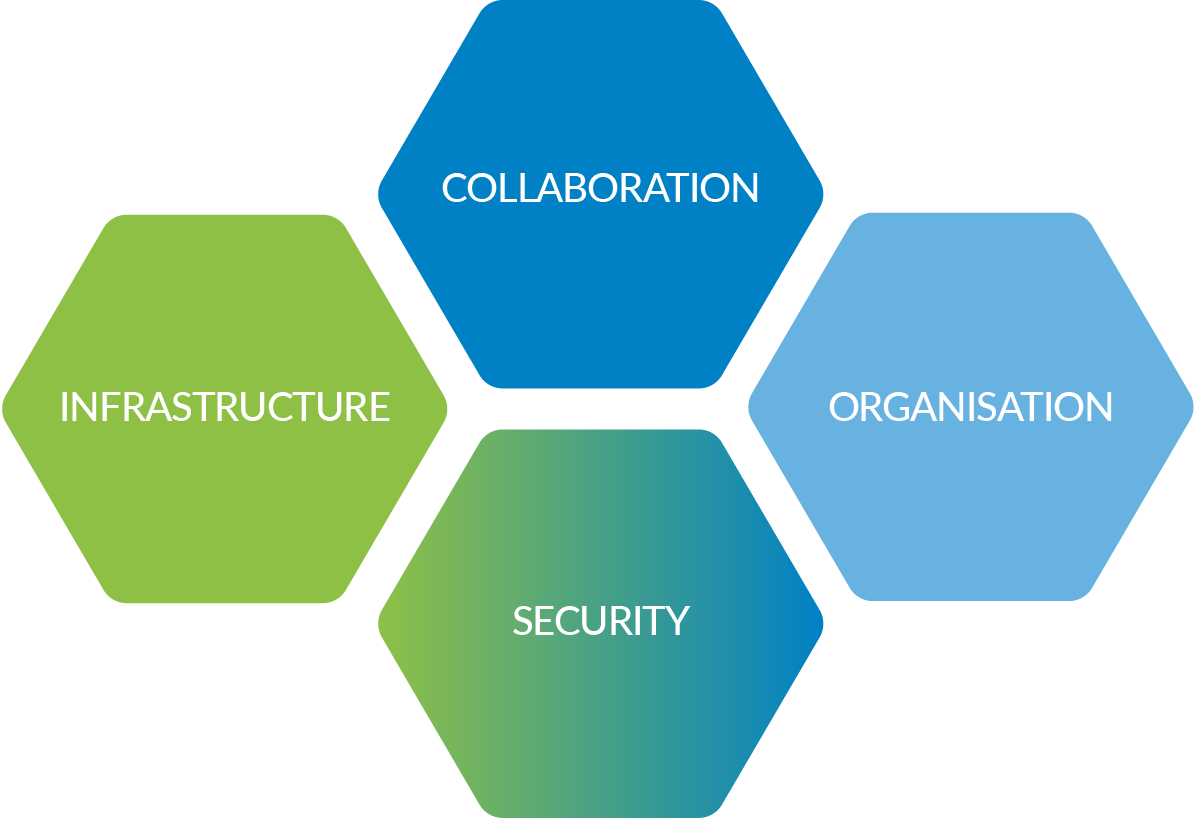 COLLABORATION
INFRASTRUCTURE
ORGANISATION
SECURITY